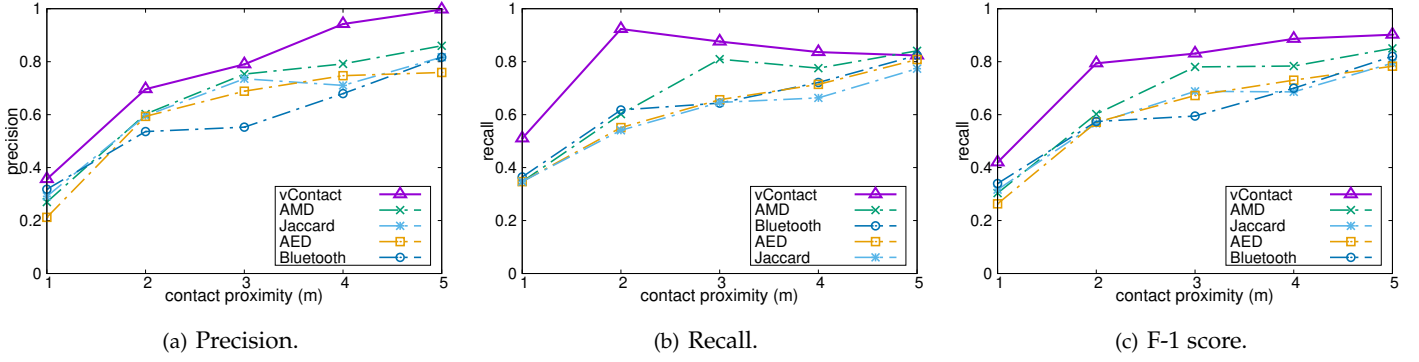 1
0.8
0.6
0.4
0.2
0
precision
1 2 3 4 5
contact proximity (m)
vContact
AMD
Jaccard
AED
Bluetooth
(a) Precision.
1
0.8
0.6
0.4
0.2
0
recall
1 2 3 4 5
contact proximity (m)
vContact
AMD
Bluetooth
AED
Jaccard
(b) Recall.
1
0.8
0.6
0.4
0.2
0
recall
1 2 3 4 5
contact proximity (m)
vContact
AMD
Jaccard
AED
Bluetooth
(c) F-1 score.